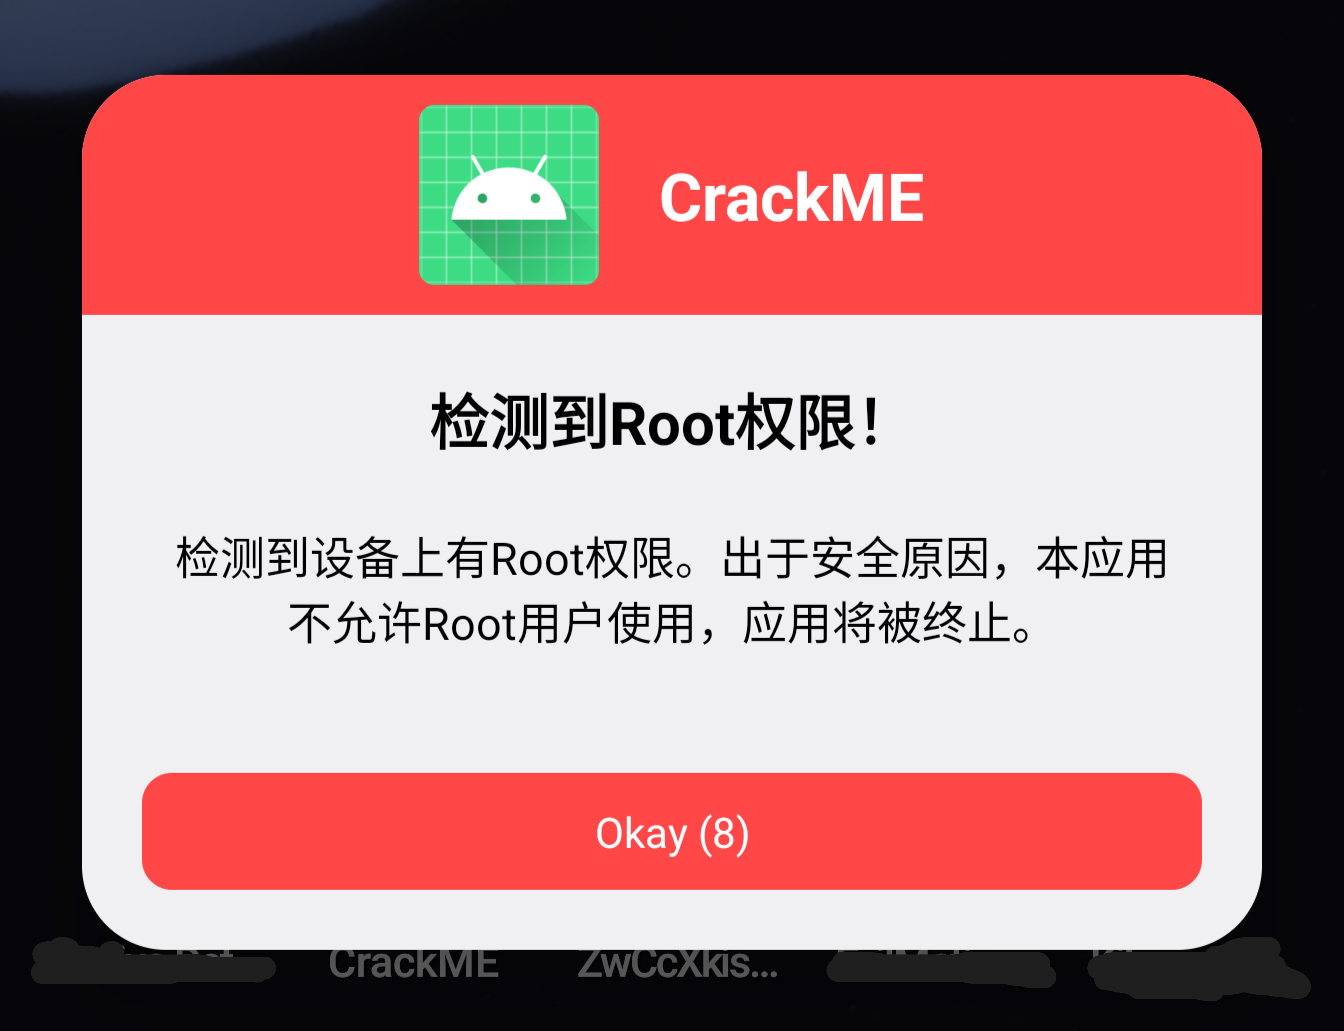 CrackME
检测到Root权限！
检测到设备上有Root权限。出于安全原因，本应用
不允许Root用户使用，应用将被终止。
Okay (8)
CrackME
ZwCcXkis...